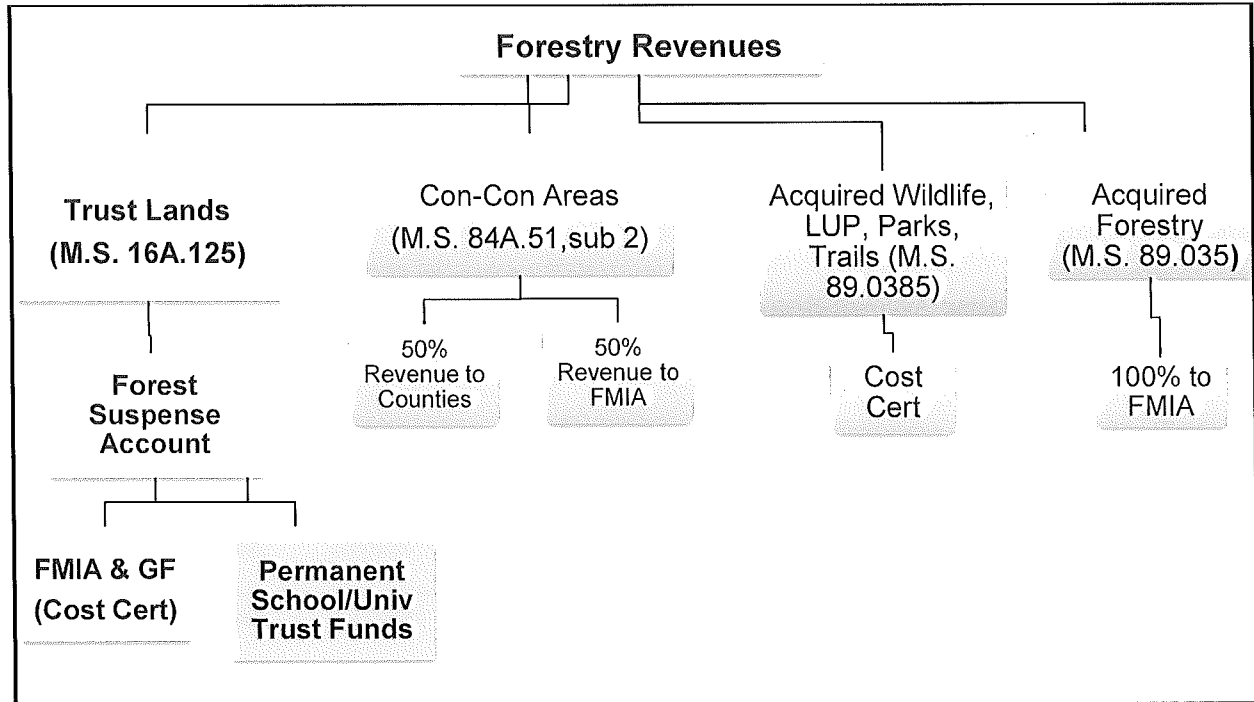 Forestry Revenues
Trust Lands
(M.S. 16A.125)
Con-Con Areas
(M.S. 84A.51,sub 2)
Acquired Wildlife,
LUP, Parks,
Trails (M.S.
89.0385)
Acquired
Forestry
(M.S. 89.035)
Forest
Suspense
Account
50%
Revenue to
Counties
50%
Revenue to
FMIA
Cost
Cert
100% to
FMIA
FMIA & GF
(Cost Cert)
Permanent
School/Univ
Trust Funds